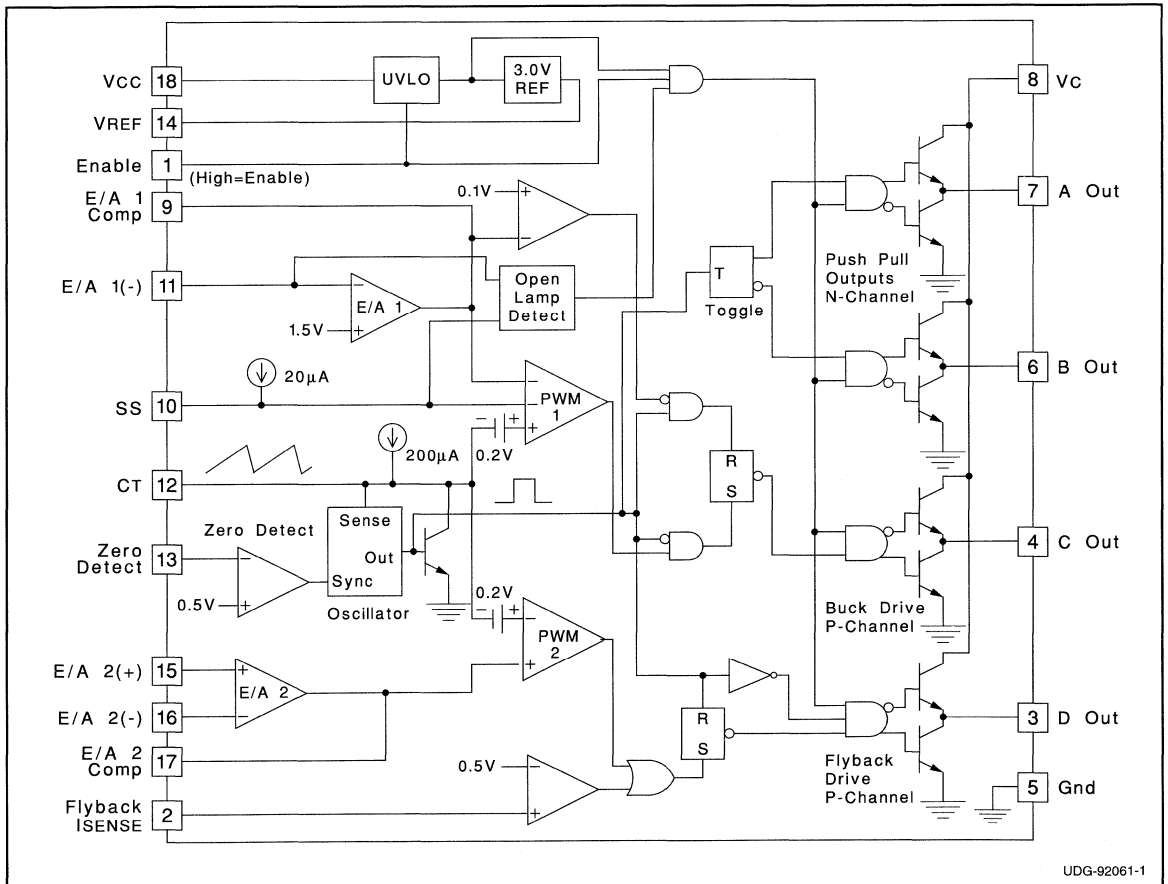 VCC 18
UVLO
3.0V
REF
8 VC
VREF 14
Enable 1
(High=Enable)
E/A 1
Comp 9
0.1V
+
−
7 A Out
E/A 1(-) 11
−
E/A 1
1.5V
+
Open
Lamp
Detect
T
Toggle
Push Pull
Outputs
N-Channel
20µA
SS 10
−
−
PWM
1
+
− +
0.2V
6 B Out
200µA
CT 12
R
S
Zero Detect
Sense
Out
Sync
Oscillator
Zero
Detect 13
−
0.5V
+
4 C Out
0.2V
− +
−
PWM
2
+
Buck Drive
P-Channel
E/A 2(+) 15
+
E/A 2
−
E/A 2(-) 16
E/A 2
Comp 17
R
S
3 D Out
0.5V
−
+
Flyback
Drive
P-Channel
Flyback
ISENSE 2
5 Gnd
UDG-92061-1